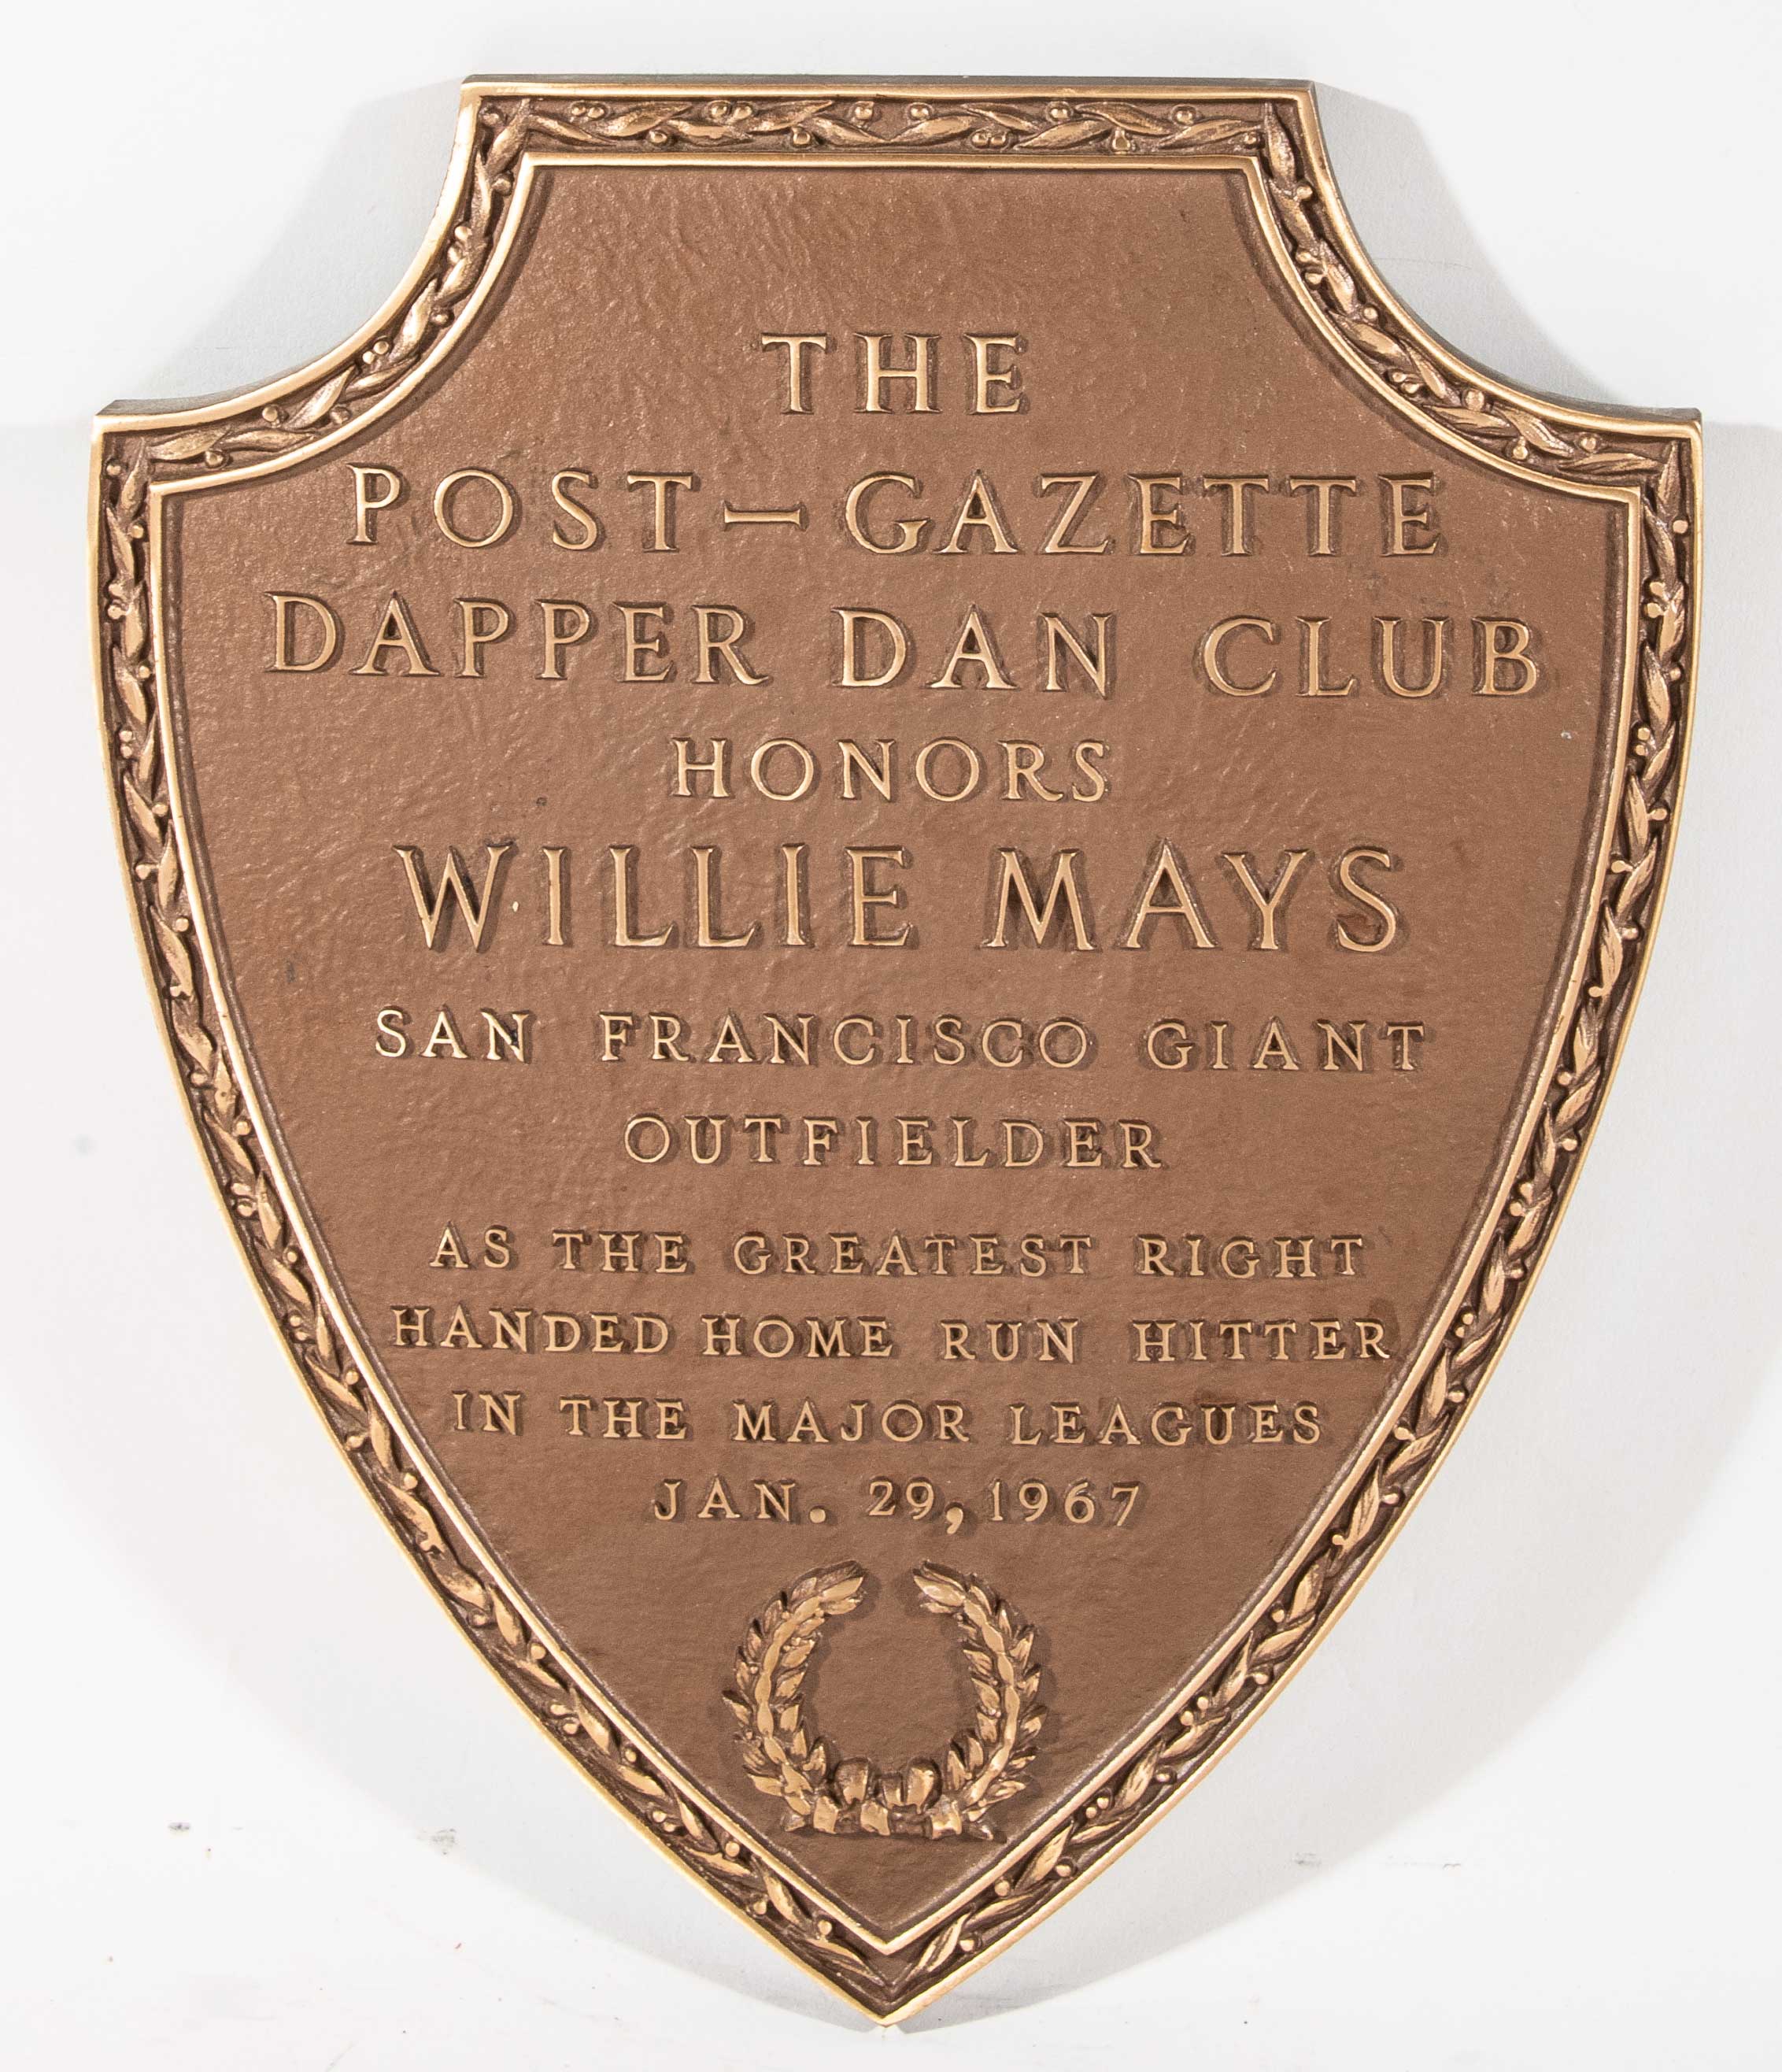 THE
POST—GAZETTE
DAPPER DAN CLUB
HONORS
WILLIE MAYS
SAN FRANCISCO GIANT
OUTFIELDER
AS THE GREATEST RIGHT
HANDED HOME RUN HITTER
IN THE MAJOR LEAGUES
JAN. 29, 1967